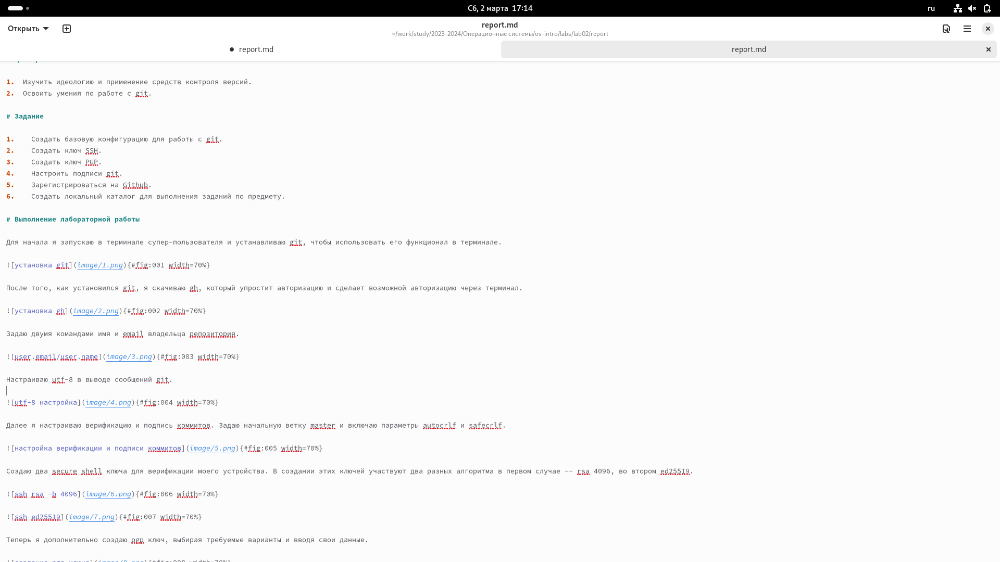 Сб, 2 марта 17:14
ru
Открыть
report.md
~/work/study/2023-2024/Операционные системы/os-intro/labs/lab02/report
report.md
report.md
1. Изучить идеологию и применение средств контроля версий.
2. Освоить умения по работе с git.
# Задание
1. Создать базовую конфигурацию для работы с git.
2. Создать ключ SSH.
3. Создать ключ PGP.
4. Настроить подписи git.
5. Зарегистрироваться на Github.
6. Создать локальный каталог для выполнения заданий по предмету.
# Выполнение лабораторной работы
Для начала я запускаю в терминале супер-пользователя и устанавливаю git, чтобы использовать его функционал в терминале.
![установка git](image/1.png){#fig:001 width=70%}
После того, как установился git, я скачиваю gh, который упростит авторизацию и сделает возможной авторизацию через терминал.
![установка gh](image/2.png){#fig:002 width=70%}
Задаю двумя командами имя и email владельца репозитория.
![user.email/user.name](image/3.png){#fig:003 width=70%}
Настраиваю utf-8 в выводе сообщений git.
![utf-8 настройка](image/4.png){#fig:004 width=70%}
Далее я настраиваю верификацию и подпись коммитов. Задаю начальную ветку master и включаю параметры autocrlf и safecrlf.
![настройка верификации и подписи коммитов](image/5.png){#fig:005 width=70%}
Создаю два secure shell ключа для верификации моего устройства. В создании этих ключей участвуют два разных алгоритма в первом случае -- rsa 4096, во втором ed25519.
![ssh rsa -b 4096](image/6.png){#fig:006 width=70%}
![ssh ed25519](image/7.png){#fig:007 width=70%}
Теперь я дополнительно создаю pgp ключ, выбирая требуемые варианты и вводя свои данные.
![создание pgp ключа](image/8.png){#fig:008 width=70%}